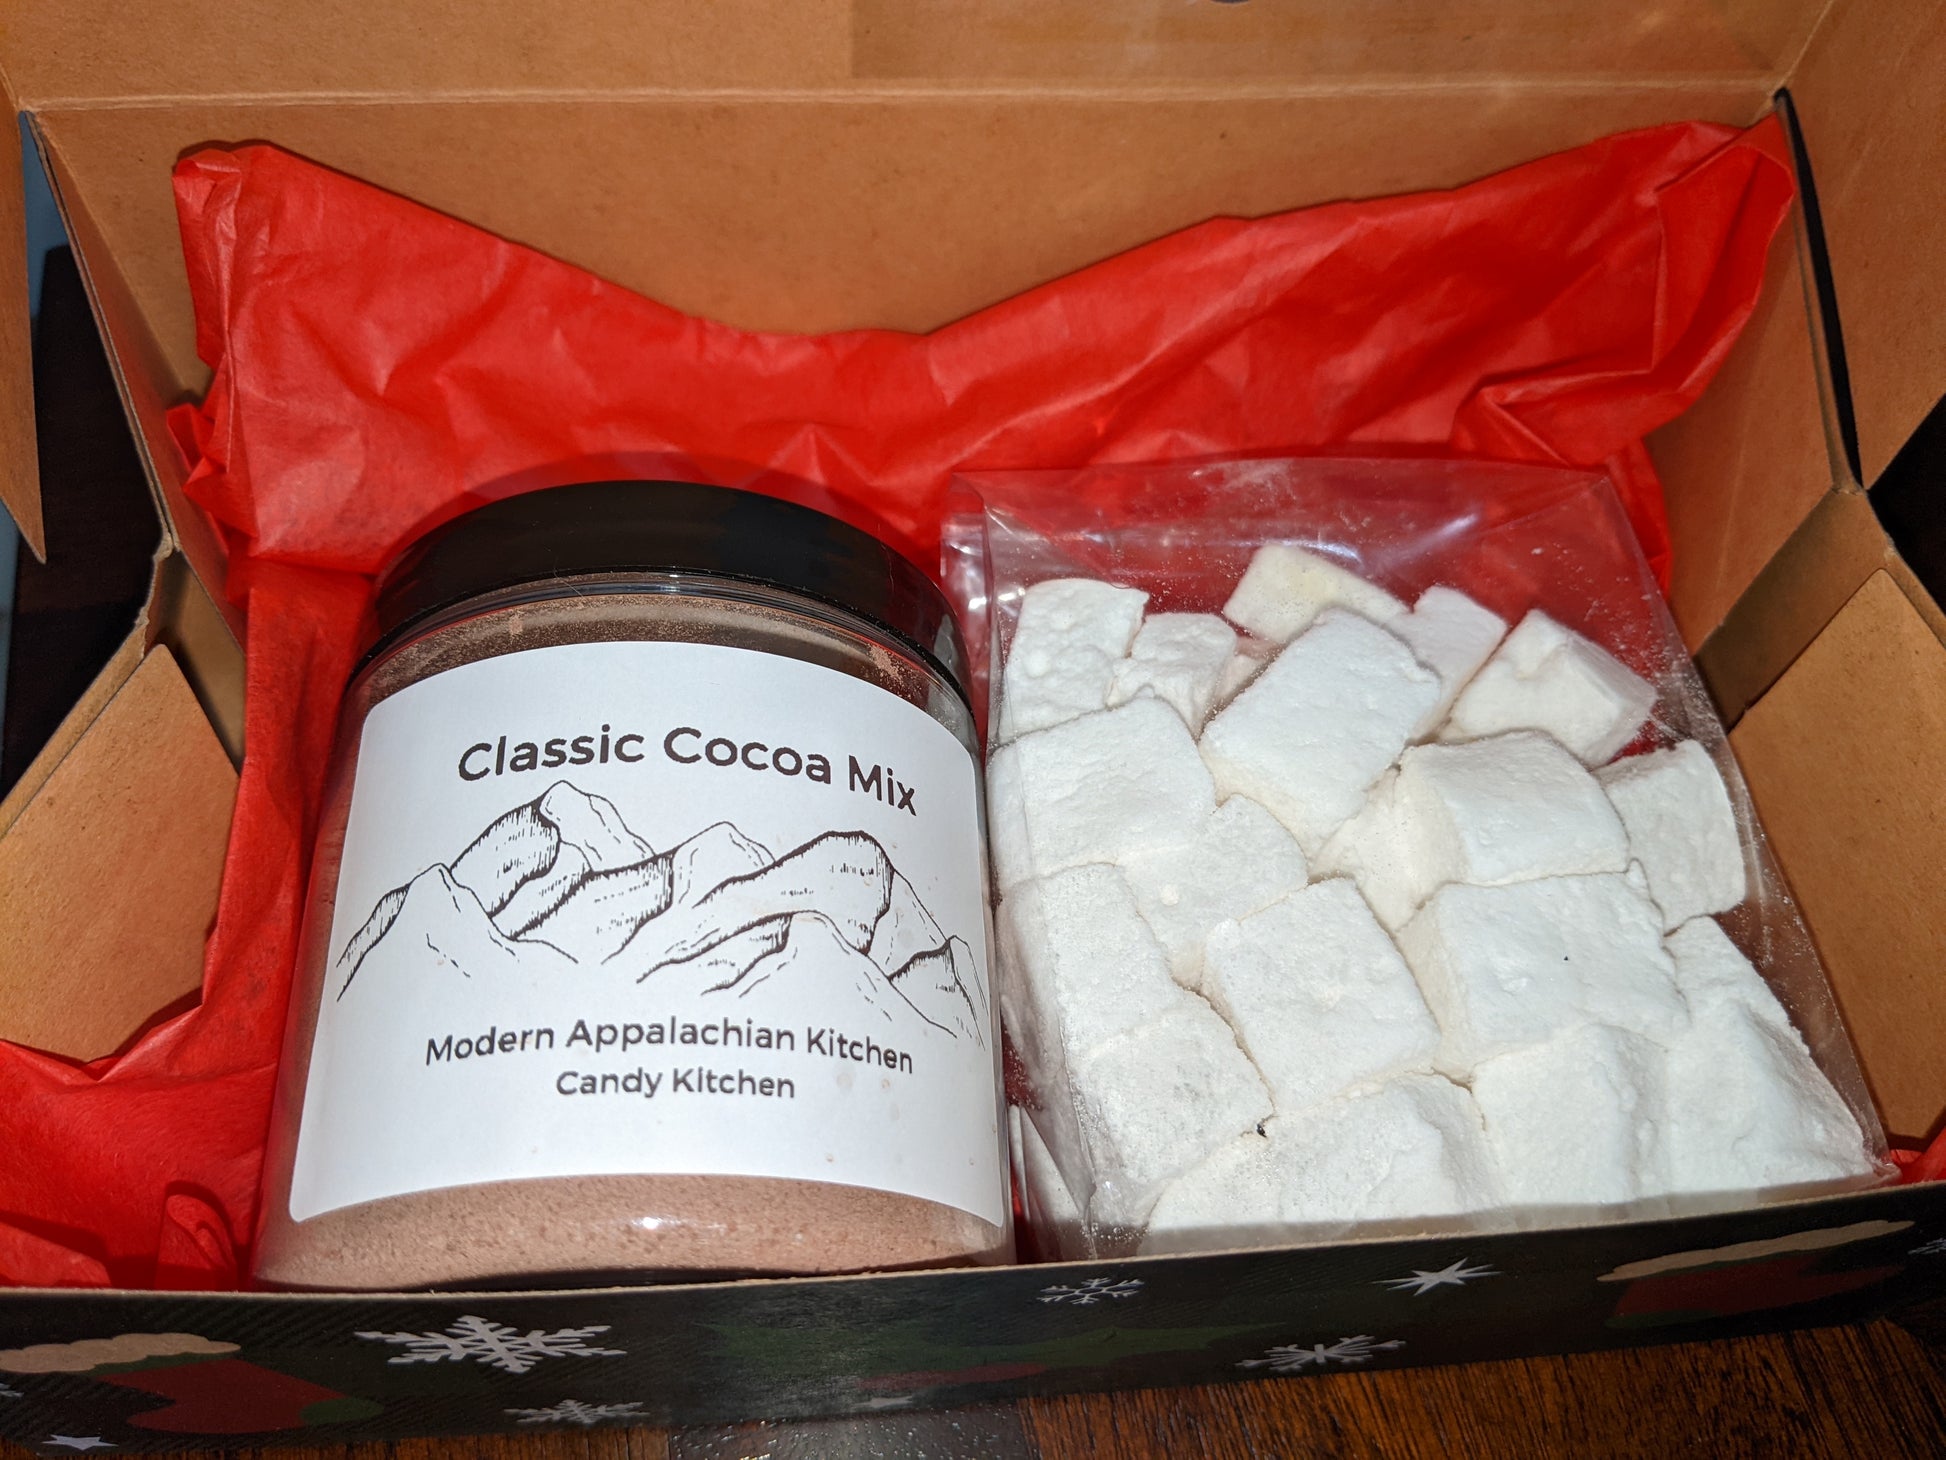 Classic Cocoa Mix
Modern Appalachian Kitchen
Candy Kitchen